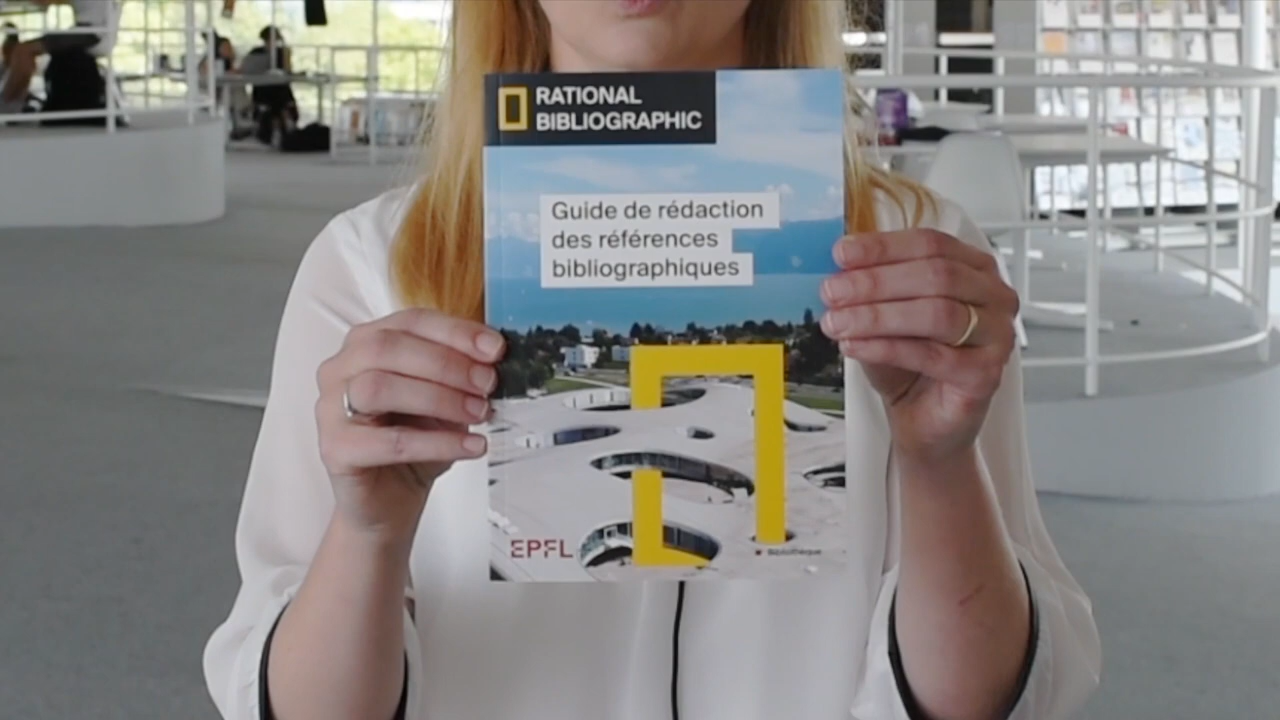 RATIONAL
BIBLIOGRAPHIC
Guide de rédaction
des références
bibliographiques
EPFL
Bibliothèque